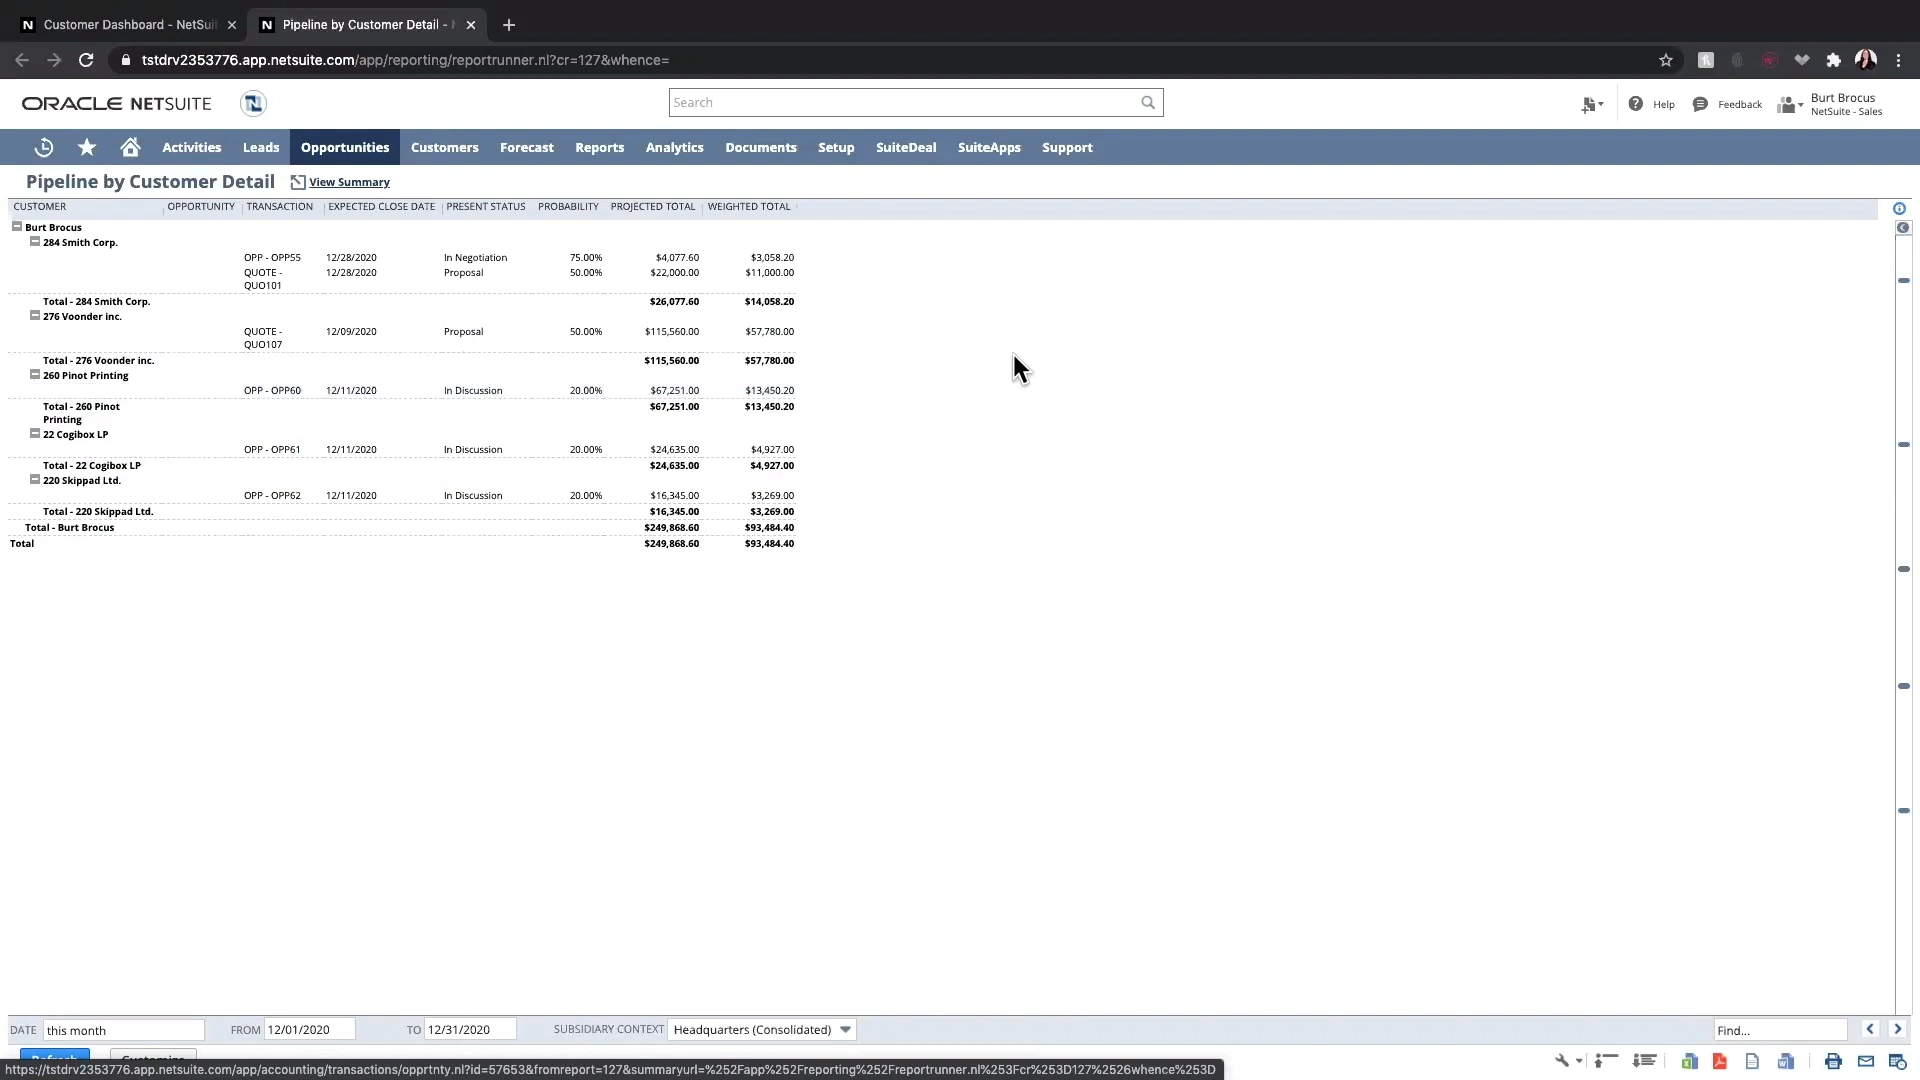 Customer Dashboard - NetSuit
Pipeline by Customer Detail -
tstdrv2353776.app.netsuite.com/app/reporting/reportrunner.nl?cr=127&whence=
ORACLE NETSUITE
Search
Help
Feedback
Burt Brocus
NetSuite - Sales
Activities Leads Opportunities Customers Forecast Reports Analytics Documents Setup SuiteDeal SuiteApps Support
Pipeline by Customer Detail View Summary
CUSTOMER OPPORTUNITY TRANSACTION EXPECTED CLOSE DATE PRESENT STATUS PROBABILITY PROJECTED TOTAL WEIGHTED TOTAL
Burt Brocus
284 Smith Corp.
OPP - OPP55 12/28/2020 In Negotiation 75.00% $4,077.60 $3,058.20
QUOTE - 12/28/2020 Proposal 50.00% $22,000.00 $11,000.00
QUO101
Total - 284 Smith Corp. $26,077.60 $14,058.20
276 Voonder inc.
QUOTE - 12/09/2020 Proposal 50.00% $115,560.00 $57,780.00
QUO107
Total - 276 Voonder inc. $115,560.00 $57,780.00
260 Pinot Printing
OPP - OPP60 12/11/2020 In Discussion 20.00% $67,251.00 $13,450.20
Total - 260 Pinot $67,251.00 $13,450.20
Printing
22 Cogibox LP
OPP - OPP61 12/11/2020 In Discussion 20.00% $24,635.00 $4,927.00
Total - 22 Cogibox LP $24,635.00 $4,927.00
220 Skippad Ltd.
OPP - OPP62 12/11/2020 In Discussion 20.00% $16,345.00 $3,269.00
Total - 220 Skippad Ltd. $16,345.00 $3,269.00
Total - Burt Brocus $249,868.60 $93,484.40
Total $249,868.60 $93,484.40
DATE this month FROM 12/01/2020 TO 12/31/2020 SUBSIDIARY CONTEXT Headquarters (Consolidated) Find...
Refresh Customize
https://tstdrv2353776.app.netsuite.com/app/accounting/transactions/opprtnty.nl?id=57653&fromreport=127&summaryurl=%252Fapp%252Freporting%252Freportrunner.nl%253Fcr%253D127%2526whence%253D